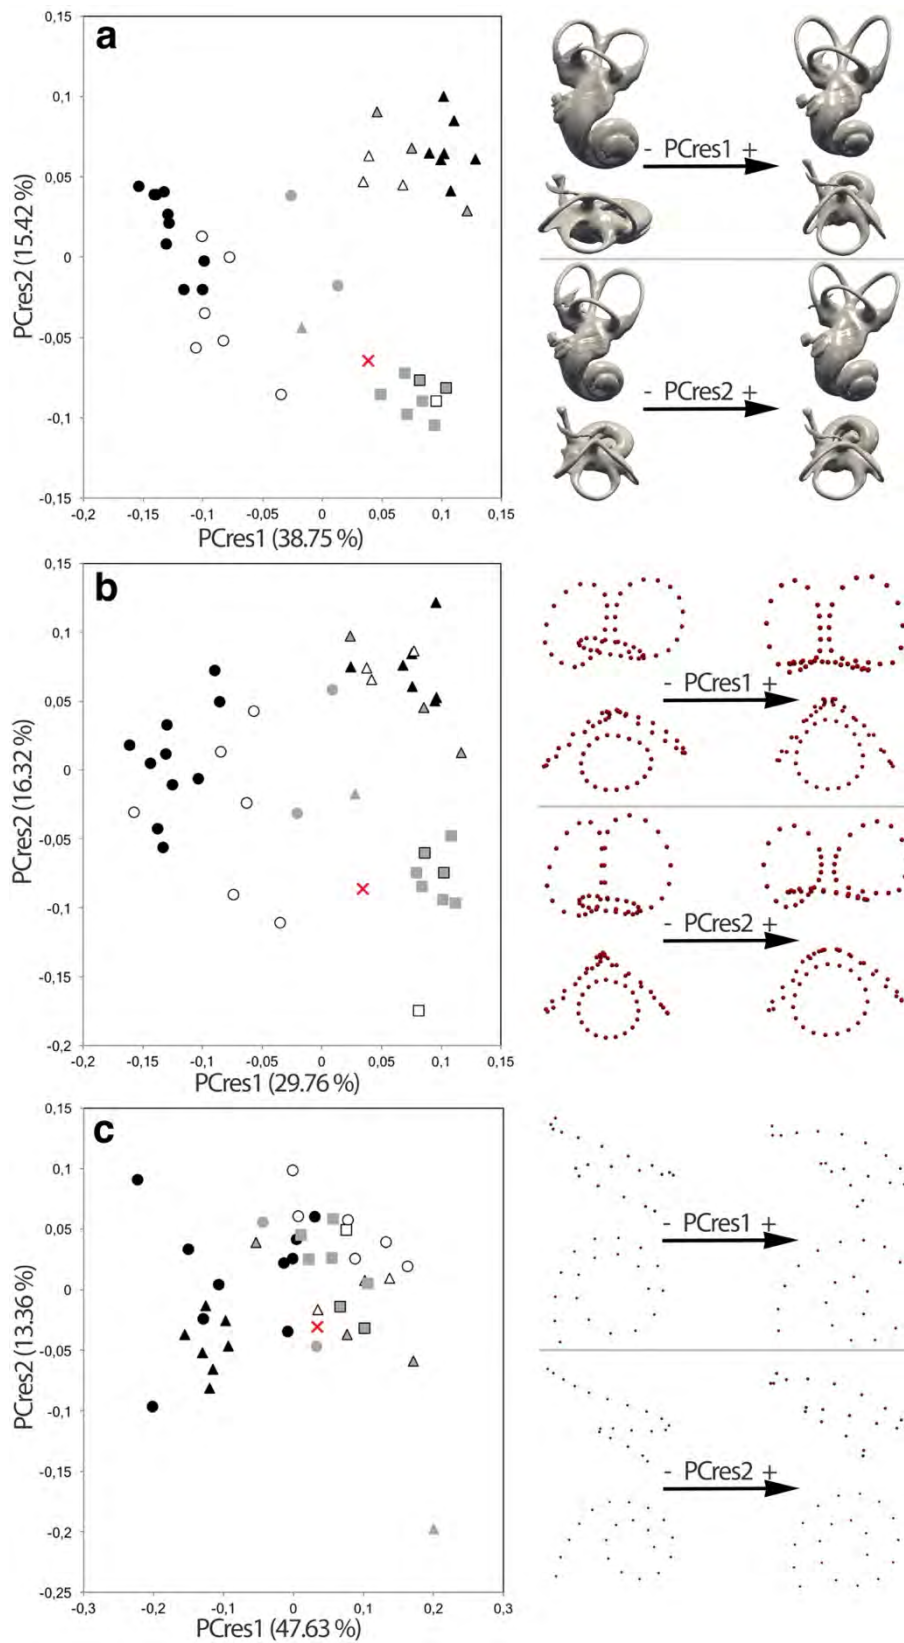 a
0,15
0,1
0,05
0
-0,05
-0,1
-0,15
PCres2 (15.42 %)
-0,2 -0,15 -0,1 -0,05 0 0,05 0,1 0,15
PCres1 (38.75 %)
- PCres1 +
- PCres2 +
b
0,15
0,1
0,05
0
-0,05
-0,1
-0,15
-0,2
PCres2 (16.32 %)
-0,2 -0,15 -0,1 -0,05 0 0,05 0,1 0,15
PCres1 (29.76 %)
- PCres1 +
- PCres2 +
c
0,15
0,1
0,05
0
-0,05
-0,1
-0,15
-0,2
-0,25
PCres2 (13.36 %)
-0,3 -0,2 -0,1 0 0,1 0,2 0,3
PCres1 (47.63 %)
- PCres1 +
- PCres2 +